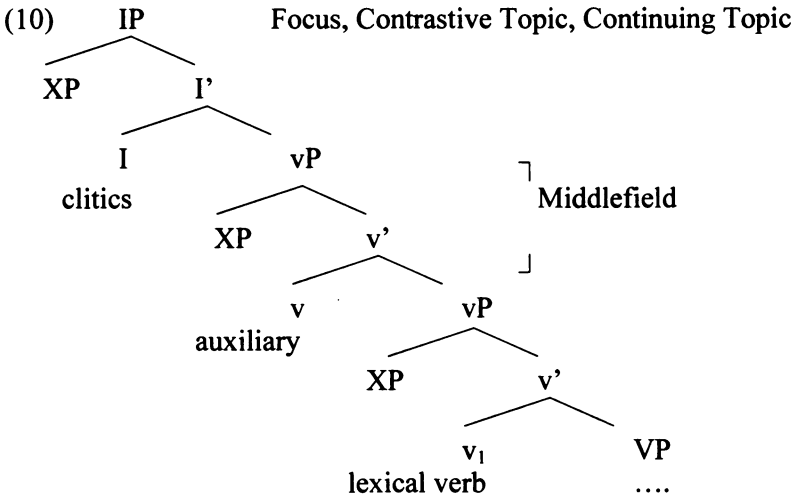 (10) IP Focus, Contrastive Topic, Continuing Topic
XP I’
I vP
clitics Middlefield
XP v’
v vP
auxiliary
XP v’
v₁ VP
lexical verb ....